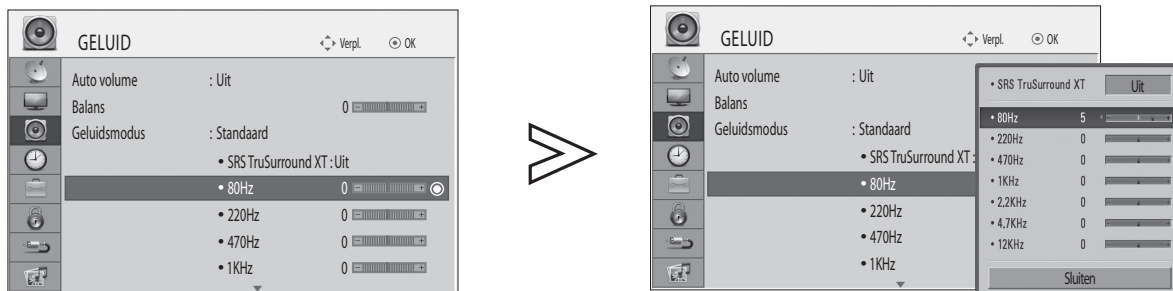 GELUID Verpl. OK
Auto volume : Uit
Balans 0 - +
Geluidsmodus : Standaard
• SRS TruSurround XT : Uit
• 80Hz 0 - +
• 220Hz 0 - +
• 470Hz 0 - +
• 1KHz 0 - +
GELUID Verpl. OK
Auto volume : Uit
Balans
Geluidsmodus : Standaard
• SRS TruSurround XT :
• 80Hz
• 220Hz
• 470Hz
• 1KHz
• SRS TruSurround XT Uit
• 80Hz 5 - +
• 220Hz 0
• 470Hz 0
• 1KHz 0
• 2,2KHz 0
• 4,7KHz 0
• 12KHz 0
Sluiten